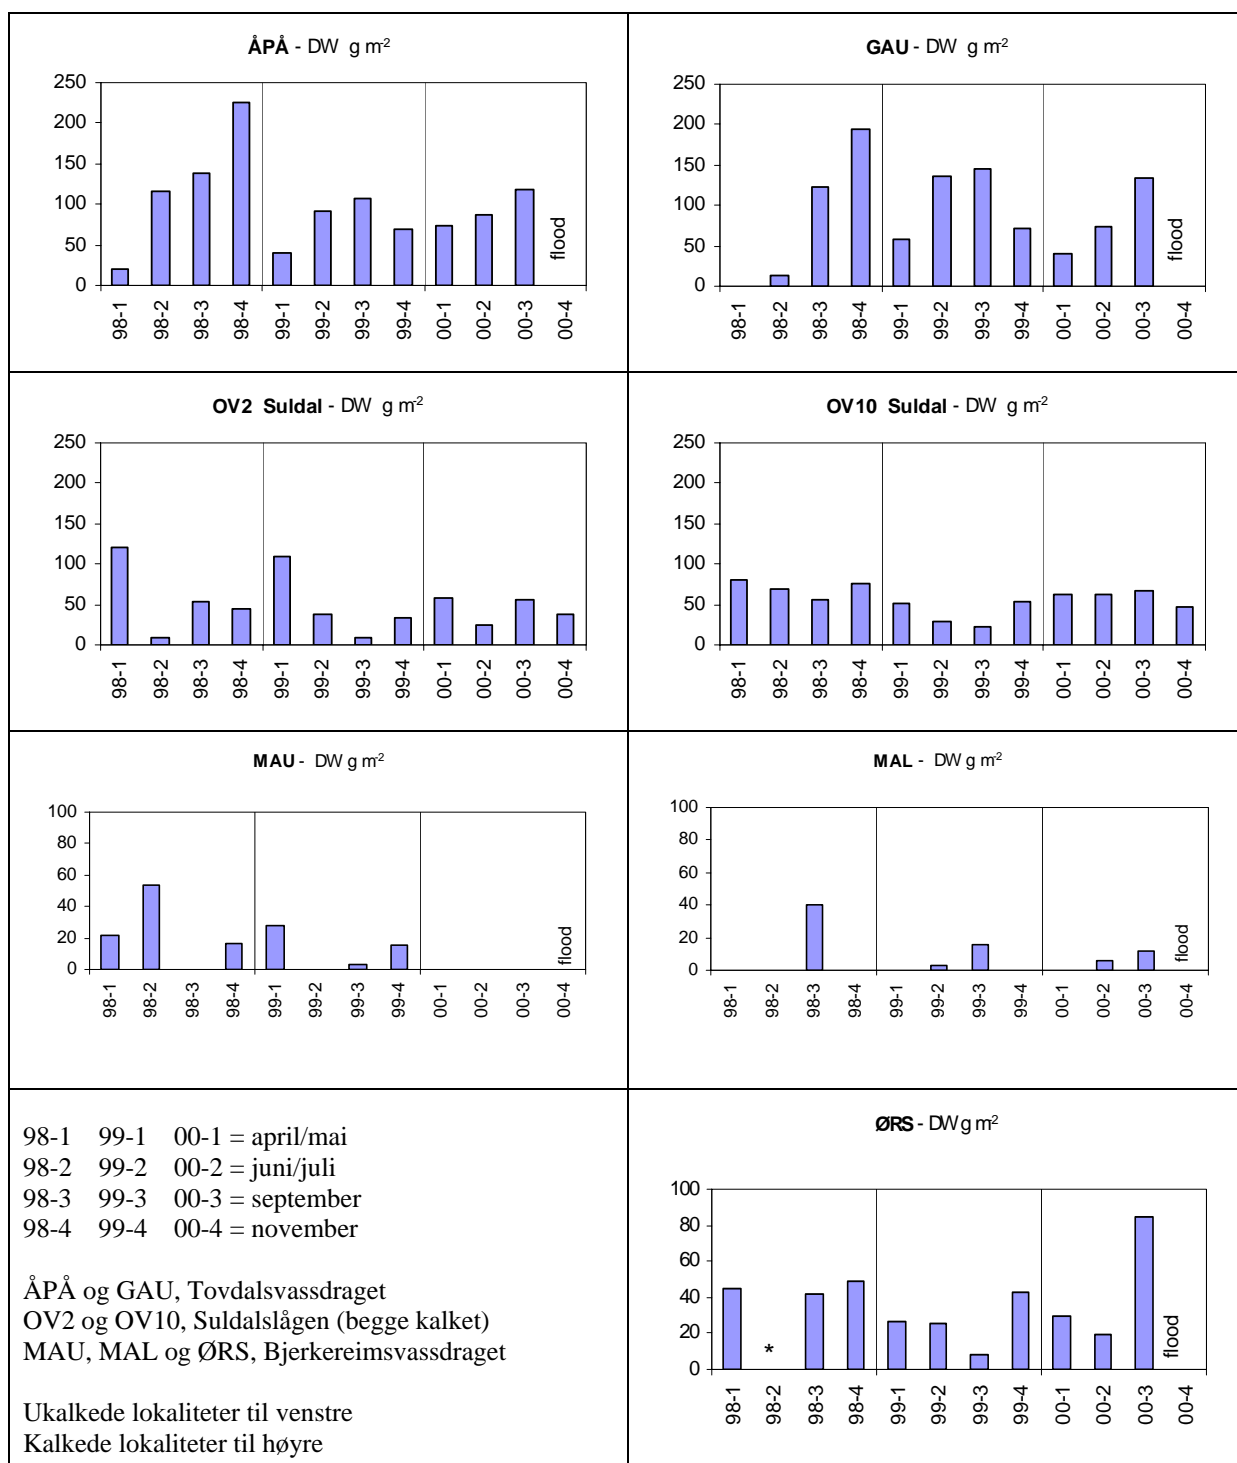 ÅPÅ - DW g m-2
250
200
150
100
50
0
flood
98-1 98-2 98-3 98-4 99-1 99-2 99-3 99-4 00-1 00-2 00-3 00-4
GAU - DW g m-2
250
200
150
100
50
0
flood
98-1 98-2 98-3 98-4 99-1 99-2 99-3 99-4 00-1 00-2 00-3 00-4
OV2 Suldal - DW g m-2
250
200
150
100
50
0
98-1 98-2 98-3 98-4 99-1 99-2 99-3 99-4 00-1 00-2 00-3 00-4
OV10 Suldal - DW g m-2
250
200
150
100
50
0
98-1 98-2 98-3 98-4 99-1 99-2 99-3 99-4 00-1 00-2 00-3 00-4
MAU - DW g m-2
100
80
60
40
20
0
flood
98-1 98-2 98-3 98-4 99-1 99-2 99-3 99-4 00-1 00-2 00-3 00-4
MAL - DW g m-2
100
80
60
40
20
0
flood
98-1 98-2 98-3 98-4 99-1 99-2 99-3 99-4 00-1 00-2 00-3 00-4
98-1 99-1 00-1 = april/mai
98-2 99-2 00-2 = juni/juli
98-3 99-3 00-3 = september
98-4 99-4 00-4 = november
ÅPÅ og GAU, Tovdalsvassdraget
OV2 og OV10, Suldalslågen (begge kalket)
MAU, MAL og ØRS, Bjerkereimsvassdraget
Ukalkede lokaliteter til venstre
Kalkede lokaliteter til høyre
ØRS - DW g m-2
100
80
60
40
20
0
*
flood
98-1 98-2 98-3 98-4 99-1 99-2 99-3 99-4 00-1 00-2 00-3 00-4